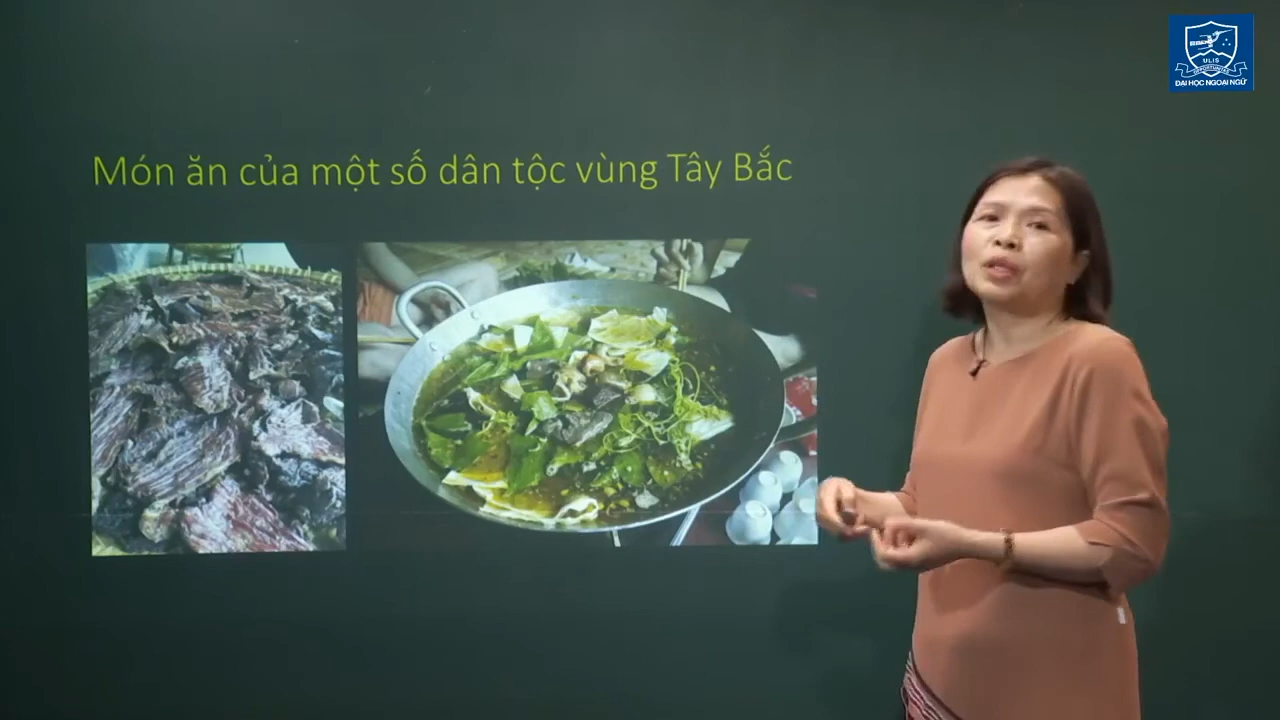 Món ăn của một số dân tộc vùng Tây Bắc
ULIS
ĐẠI HỌC NGOẠI NGỮ